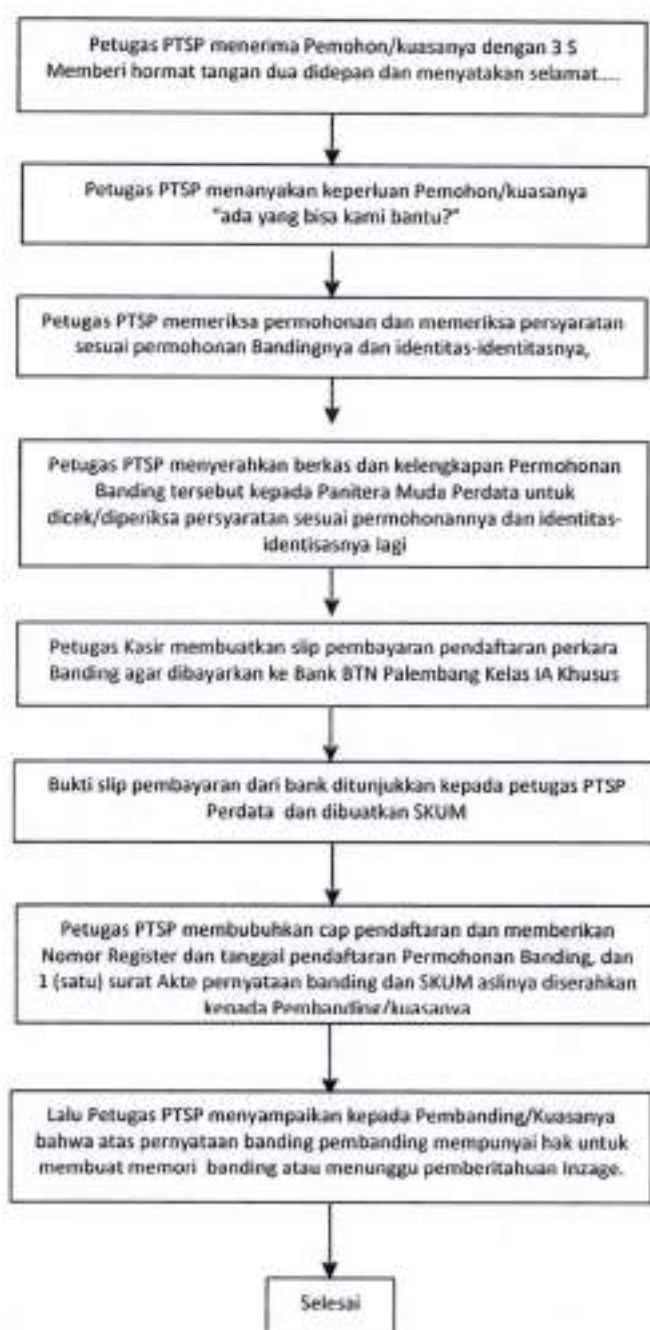 Petugas PTSP menerima Pemohon/kuasanya dengan 3 S
Memberi hormat tangan dua didepan dan menyatakan selamat....
Petugas PTSP menanyakan keperluan Pemohon/kuasanya
"ada yang bisa kami bantu?"
Petugas PTSP memeriksa permohonan dan memeriksa persyaratan
sesuai permohonan Bandingnya dan identitas-identitasnya,
Petugas PTSP menyerahkan berkas dan kelengkapan Permohonan
Banding tersebut kepada Panitera Muda Perdata untuk
dicek/diperiksa persyaratan sesuai permohonannya dan identitas-
identisasnya lagi
Petugas Kasir membuatkan slip pembayaran pendaftaran perkara
Banding agar dibayarkan ke Bank BTN Palembang Kelas IA Khusus
Bukti slip pembayaran dari bank ditunjukkan kepada petugas PTSP
Perdata dan dibuatkan SKUM
Petugas PTSP membubuhkan cap pendaftaran dan memberikan
Nomor Register dan tanggal pendaftaran Permohonan Banding, dan
1 (satu) surat Akte pernyataan banding dan SKUM aslinya diserahkan
kepada Pembanding/kuasanya
Lalu Petugas PTSP menyampaikan kepada Pembanding/Kuasanya
bahwa atas pernyataan banding pembanding mempunyai hak untuk
membuat memori banding atau menunggu pemberitahuan Inzage.
Selesai